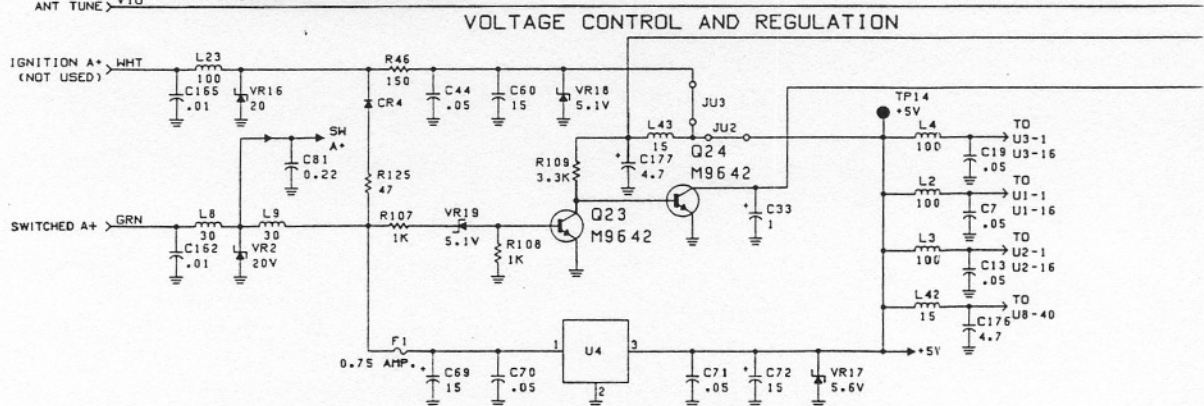 ANT TUNE
VOLTAGE CONTROL AND REGULATION
IGNITION A+
(NOT USED)
WHT
L23
100
C165
.01
VR16
20
R46
150
CR4
C44
.05
C60
15
VR18
5.1V
JU3
JU2
L43
15
TP14
+5V
SW
A+
C81
0.22
R125
47
R109
3.3K
+
C177
4.7
Q24
M9642
L4
100
TO
U3-1
U3-16
C19
.05
SWITCHED A+
GRN
L8
30
L9
30
C162
.01
VR2
20V
R107
1K
VR19
5.1V
R108
1K
Q23
M9642
+
C33
1
L2
100
TO
U1-1
U1-16
C7
.05
L3
100
TO
U2-1
U2-16
C13
.05
L42
15
TO
U8-40
C176
4.7
F1
0.75 AMP.
+
C69
15
C70
.05
1
U4
3
2
C71
.05
+
C72
15
VR17
5.6V
+5V